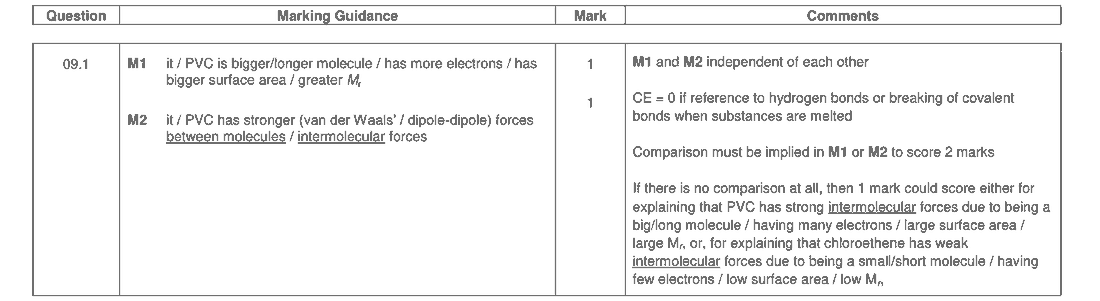 Question Marking Guidance Mark Comments
09.1 M1 it / PVC is bigger/longer molecule / has more electrons / has
bigger surface area / greater Mr
1
M2 it / PVC has stronger (van der Waals' / dipole-dipole) forces
between molecules / intermolecular forces
1
M1 and M2 independent of each other
CE = 0 if reference to hydrogen bonds or breaking of covalent
bonds when substances are melted
Comparison must be implied in M1 or M2 to score 2 marks
If there is no comparison at all, then 1 mark could score either for
explaining that PVC has strong intermolecular forces due to being a
big/long molecule / having many electrons / large surface area /
large Mr, or, for explaining that chloroethene has weak
intermolecular forces due to being a small/short molecule / having
few electrons / low surface area / low Mr,